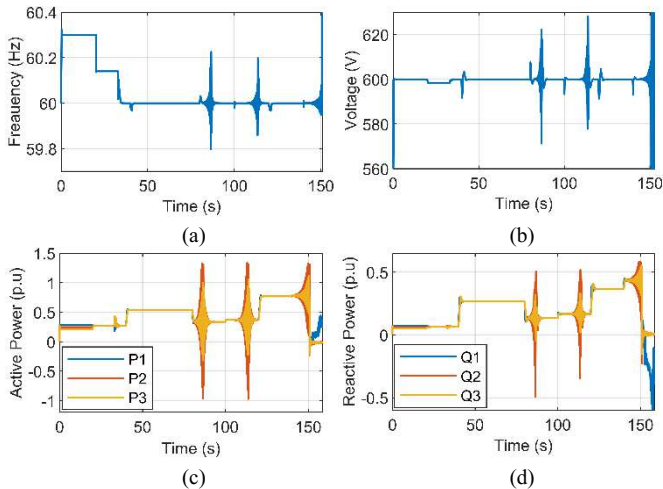 60.4
60.2
60
59.8
Freauency (Hz)
0 50 100 150
Time (s)
(a)
620
600
580
560
Voltage (V)
0 50 100 150
Time (s)
(b)
1.5
1
0.5
0
-0.5
-1
Active Power (p.u)
P1
P2
P3
0 50 100 150
Time (s)
(c)
0.5
0
-0.5
Reactive Power (p.u)
Q1
Q2
Q3
0 50 100 150
Time (s)
(d)